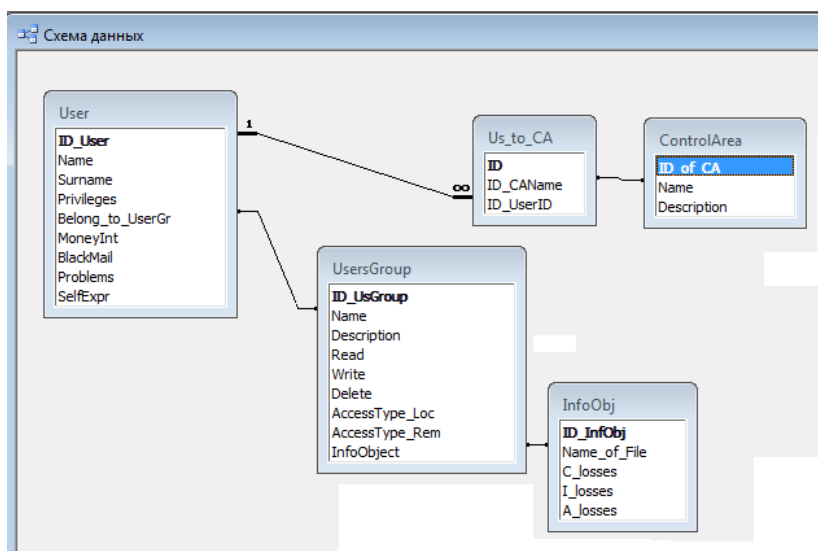 Схема данных
User
ID_User
Name
Surname
Privileges
Belong_to_UserGr
MoneyInt
BlackMail
Problems
SelfExpr
1
∞
Us_to_CA
ID
ID_CAName
ID_UserID
ControlArea
ID_of_CA
Name
Description
UsersGroup
ID_UsGroup
Name
Description
Read
Write
Delete
AccessType_Loc
AccessType_Rem
InfoObject
InfoObj
ID_InfObj
Name_of_File
C_losses
I_losses
A_losses